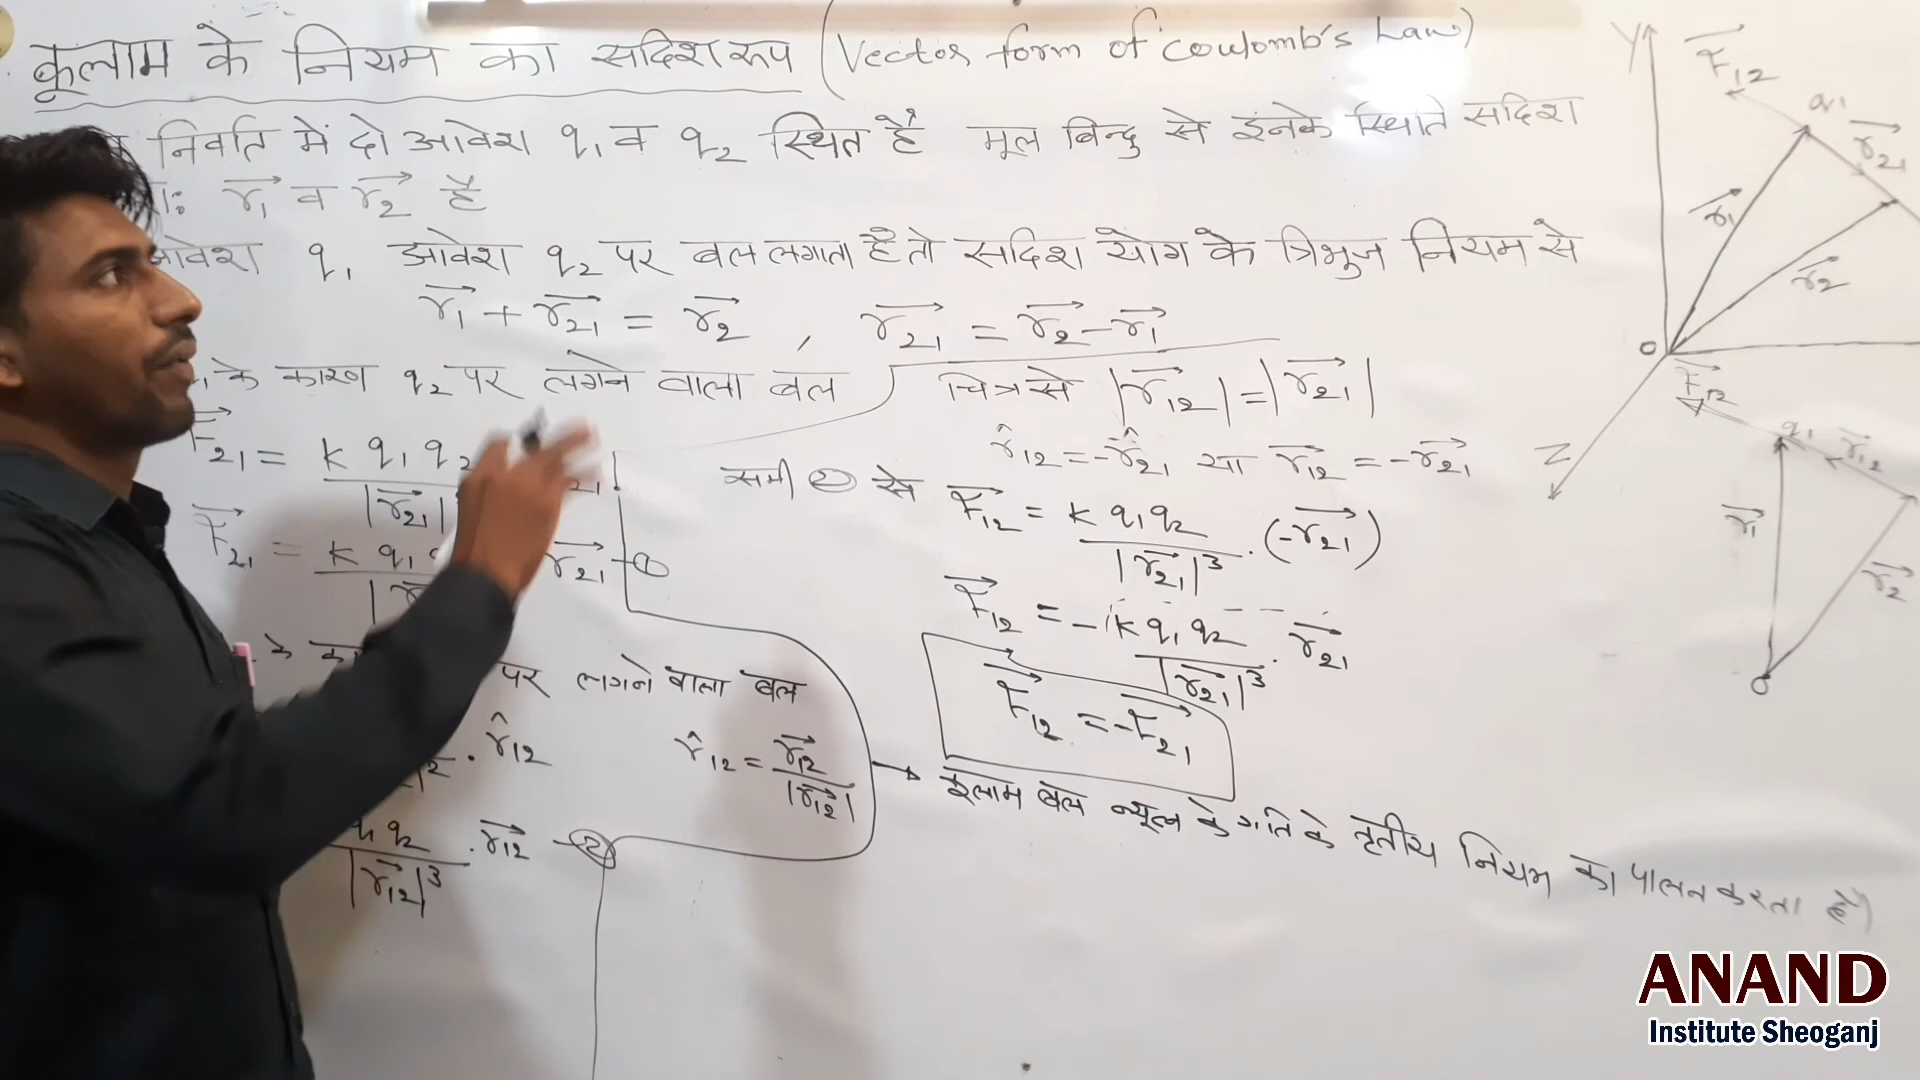 कूलाम के नियम का सदिश रूप (Vector form of Coulomb's Law)
निर्वात में दो आवेश q₁ व q₂ स्थित है मूल बिन्दु से इनके स्थिति सदिश
r₁⃗ व r₂⃗ है
आवेश q₁ आवेश q₂ पर बल लगाता है तो सदिश योग के त्रिभुज नियम से
r₁⃗ + r₂₁⃗ = r₂⃗ , r₂₁⃗ = r₂⃗ - r₁⃗
के कारण q₂ पर लगने वाला बल
F₂₁⃗ = k q₁ q₂
|r₂₁⃗|
F₂₁⃗ = k q₁
r₂₁⃗ - ①
पर लगने वाला बल
. r̂₁₂
r̂₁₂ = r₁₂⃗ / |r₁₂⃗|
q₁ q₂ / |r₁₂⃗|³ . r₁₂⃗ - ②
चित्र से |r₁₂⃗| = |r₂₁⃗|
r̂₁₂ = -r̂₂₁ या r₁₂⃗ = -r₂₁⃗
समी ② से F₁₂⃗ = k q₁ q₂ / |r₂₁⃗|³ . (-r₂₁⃗)
F₁₂⃗ = -k q₁ q₂ / |r₂₁⃗|³ . r₂₁⃗
F₁₂⃗ = -F₂₁⃗
बल न्यूटन के गति के तृतीय नियम का पालन करता है)
Y
F₁₂⃗
q₁
r₂₁⃗
r₁⃗
r₂⃗
O
Z
F₁₂⃗
q₁
r₁₂⃗
r₁⃗
r₂⃗
O
ANAND
Institute Sheoganj